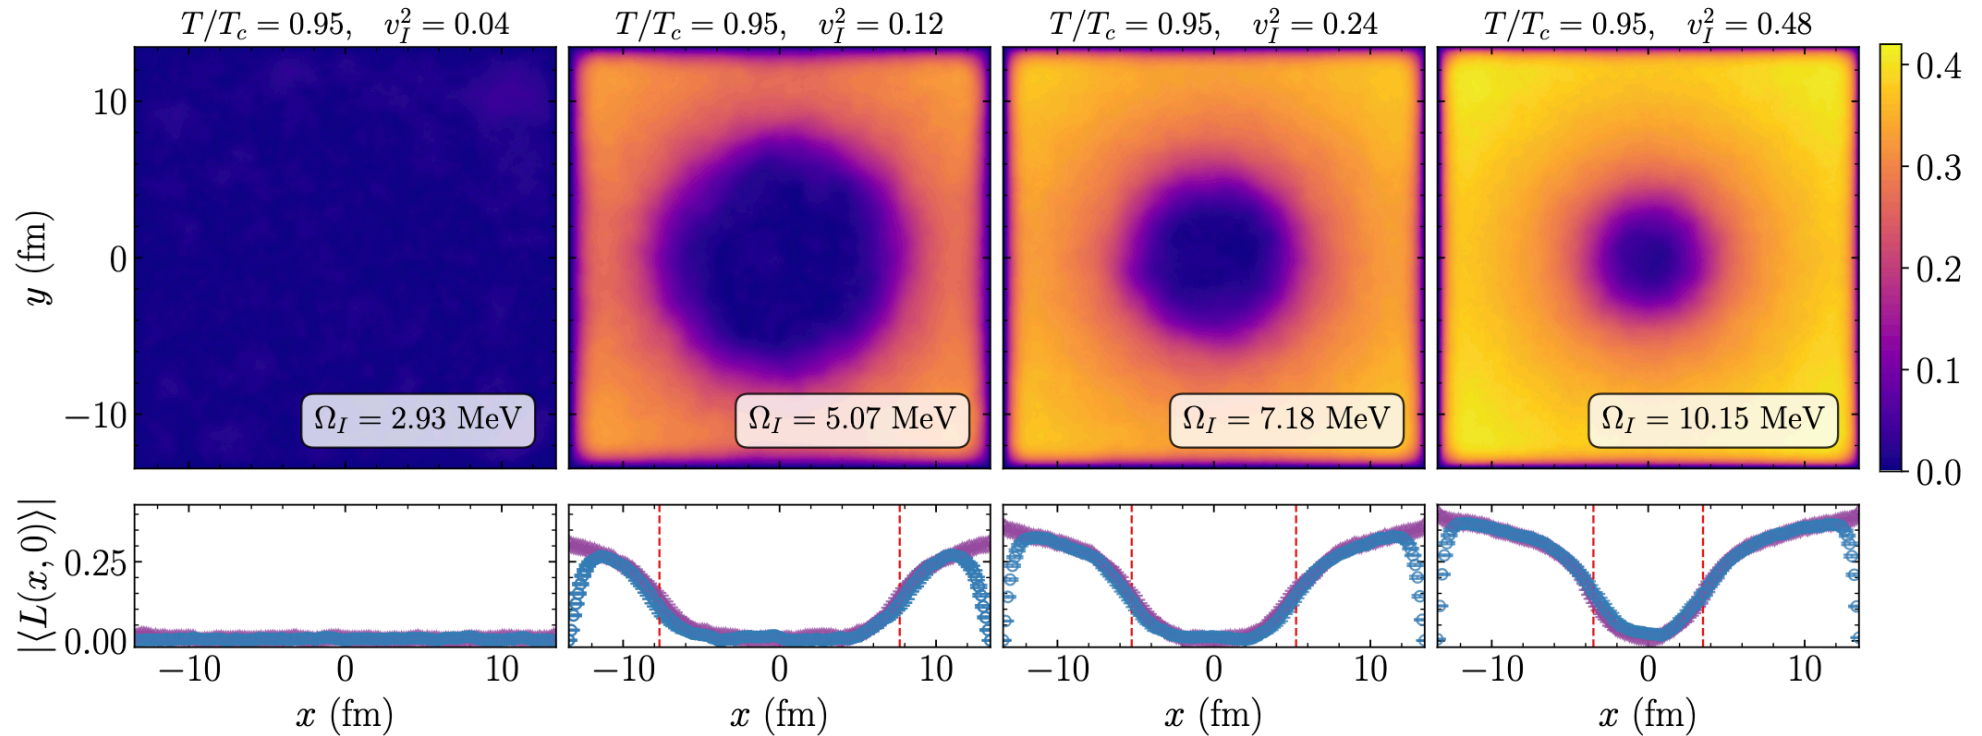 T/T_c = 0.95, v_I^2 = 0.04
T/T_c = 0.95, v_I^2 = 0.12
T/T_c = 0.95, v_I^2 = 0.24
T/T_c = 0.95, v_I^2 = 0.48
y (fm)
10
0
−10
Ω_I = 2.93 MeV
Ω_I = 5.07 MeV
Ω_I = 7.18 MeV
Ω_I = 10.15 MeV
0.4
0.3
0.2
0.1
0.0
|⟨L(x, 0)⟩|
0.25
0.00
−10 0 10
−10 0 10
−10 0 10
−10 0 10
x (fm)
x (fm)
x (fm)
x (fm)